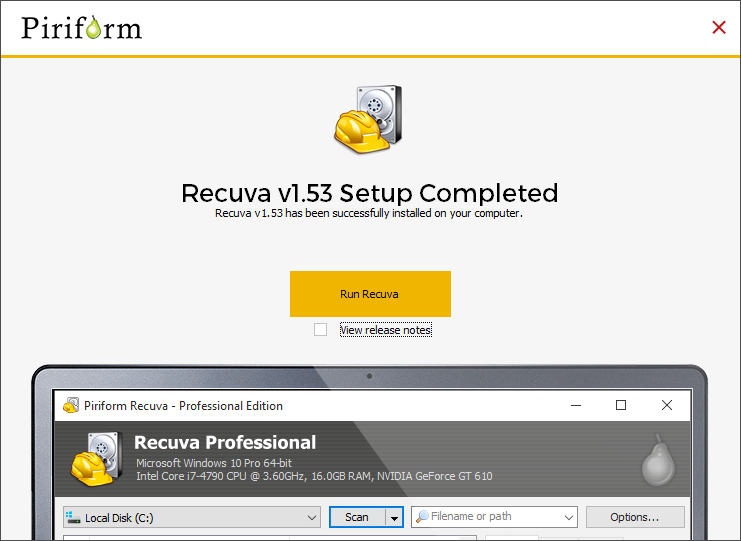 Piriform
Recuva v1.53 Setup Completed
Recuva v1.53 has been successfully installed on your computer.
Run Recuva
View release notes
Piriform Recuva - Professional Edition
Recuva Professional
Microsoft Windows 10 Pro 64-bit
Intel Core i7-4790 CPU @ 3.60GHz, 16.0GB RAM, NVIDIA GeForce GT 610
Local Disk (C:) Scan Filename or path Options...